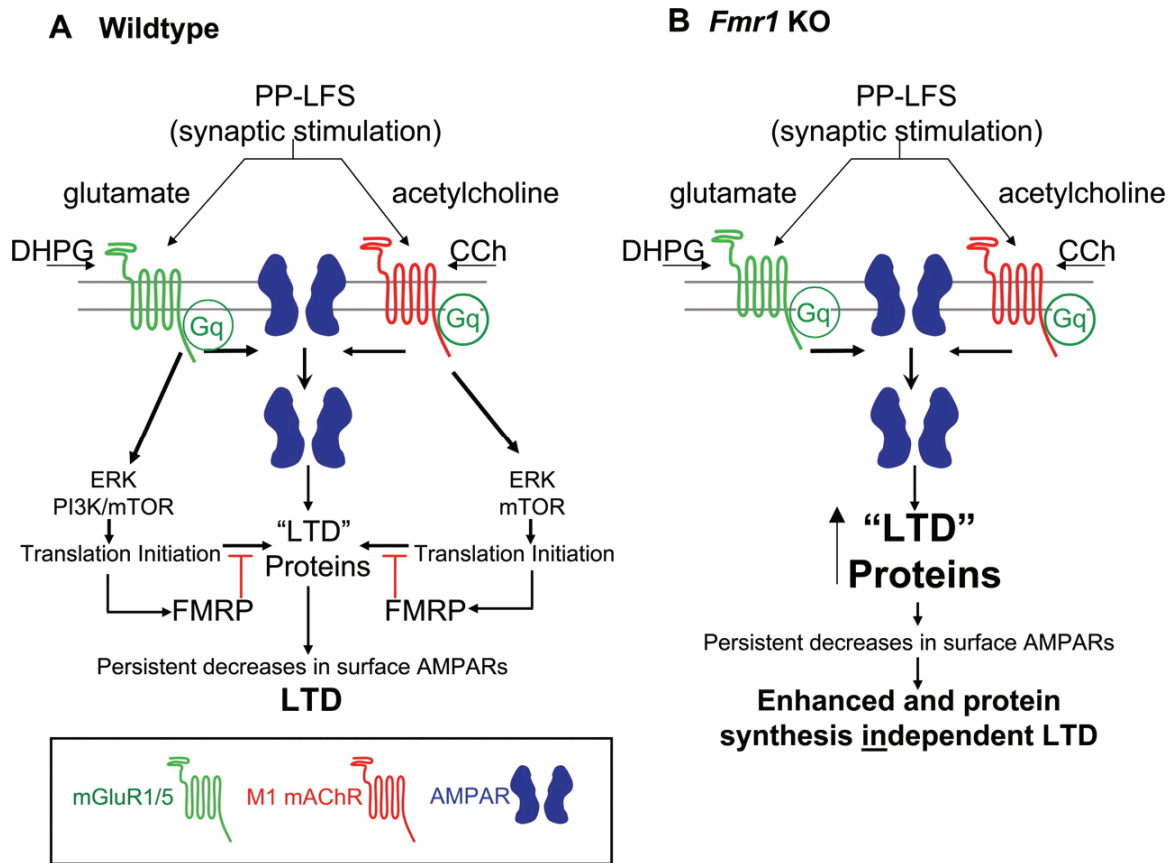 A Wildtype
PP-LFS
(synaptic stimulation)
glutamate
acetylcholine
DHPG
CCh
Gq
Gq
ERK
PI3K/mTOR
ERK
mTOR
Translation Initiation
"LTD"
Proteins
Translation Initiation
FMRP
FMRP
Persistent decreases in surface AMPARs
LTD
mGluR1/5
M1 mAChR
AMPAR
B Fmr1 KO
PP-LFS
(synaptic stimulation)
glutamate
acetylcholine
DHPG
CCh
Gq
Gq
"LTD"
Proteins
Persistent decreases in surface AMPARs
Enhanced and protein
synthesis independent LTD